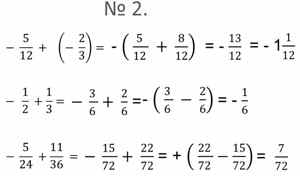 № 2.
− 5/12 + (− 2/3) = - (5/12 + 8/12) = - 13/12 = - 1 1/12
− 1/2 + 1/3 = − 3/6 + 2/6 = - (3/6 − 2/6) = - 1/6
− 5/24 + 11/36 = − 15/72 + 22/72 = + (22/72 − 15/72) = 7/72